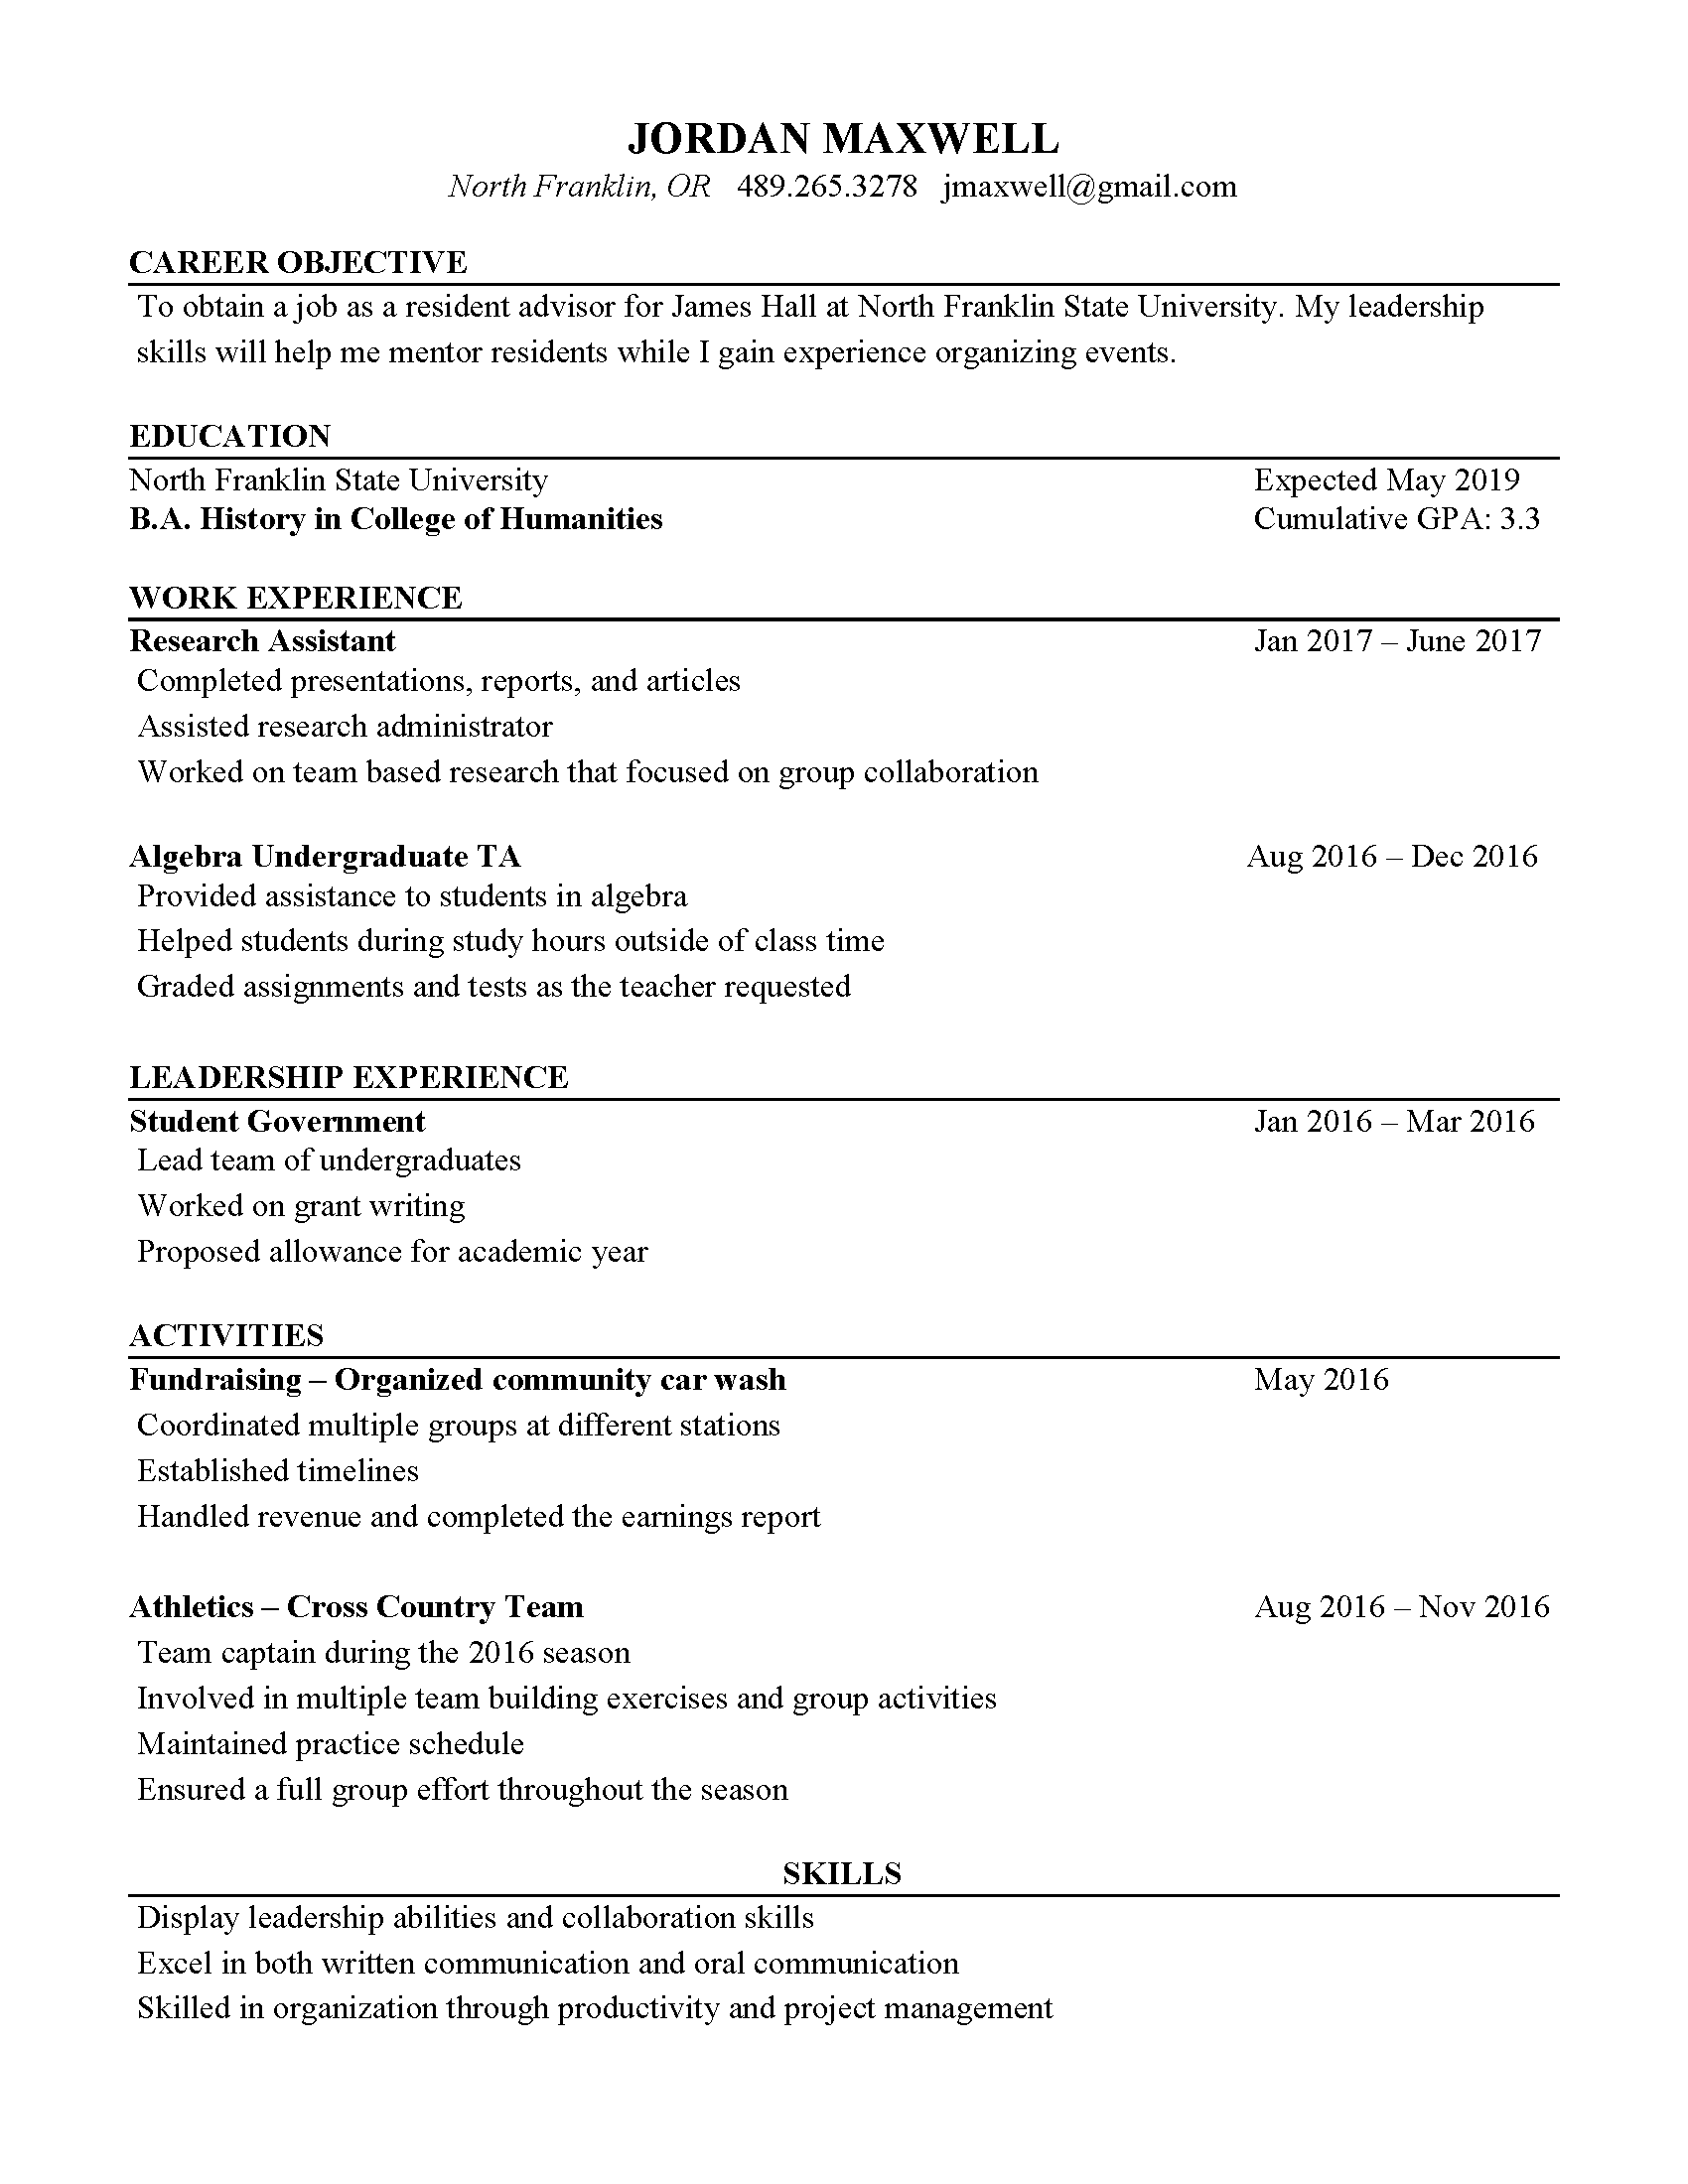 JORDAN MAXWELL
North Franklin, OR 489.265.3278 jmaxwell@gmail.com
CAREER OBJECTIVE
To obtain a job as a resident advisor for James Hall at North Franklin State University. My leadership
skills will help me mentor residents while I gain experience organizing events.
EDUCATION
North Franklin State University Expected May 2019
B.A. History in College of Humanities Cumulative GPA: 3.3
WORK EXPERIENCE
Research Assistant Jan 2017 – June 2017
Completed presentations, reports, and articles
Assisted research administrator
Worked on team based research that focused on group collaboration
Algebra Undergraduate TA Aug 2016 – Dec 2016
Provided assistance to students in algebra
Helped students during study hours outside of class time
Graded assignments and tests as the teacher requested
LEADERSHIP EXPERIENCE
Student Government Jan 2016 – Mar 2016
Lead team of undergraduates
Worked on grant writing
Proposed allowance for academic year
ACTIVITIES
Fundraising – Organized community car wash May 2016
Coordinated multiple groups at different stations
Established timelines
Handled revenue and completed the earnings report
Athletics – Cross Country Team Aug 2016 – Nov 2016
Team captain during the 2016 season
Involved in multiple team building exercises and group activities
Maintained practice schedule
Ensured a full group effort throughout the season
SKILLS
Display leadership abilities and collaboration skills
Excel in both written communication and oral communication
Skilled in organization through productivity and project management